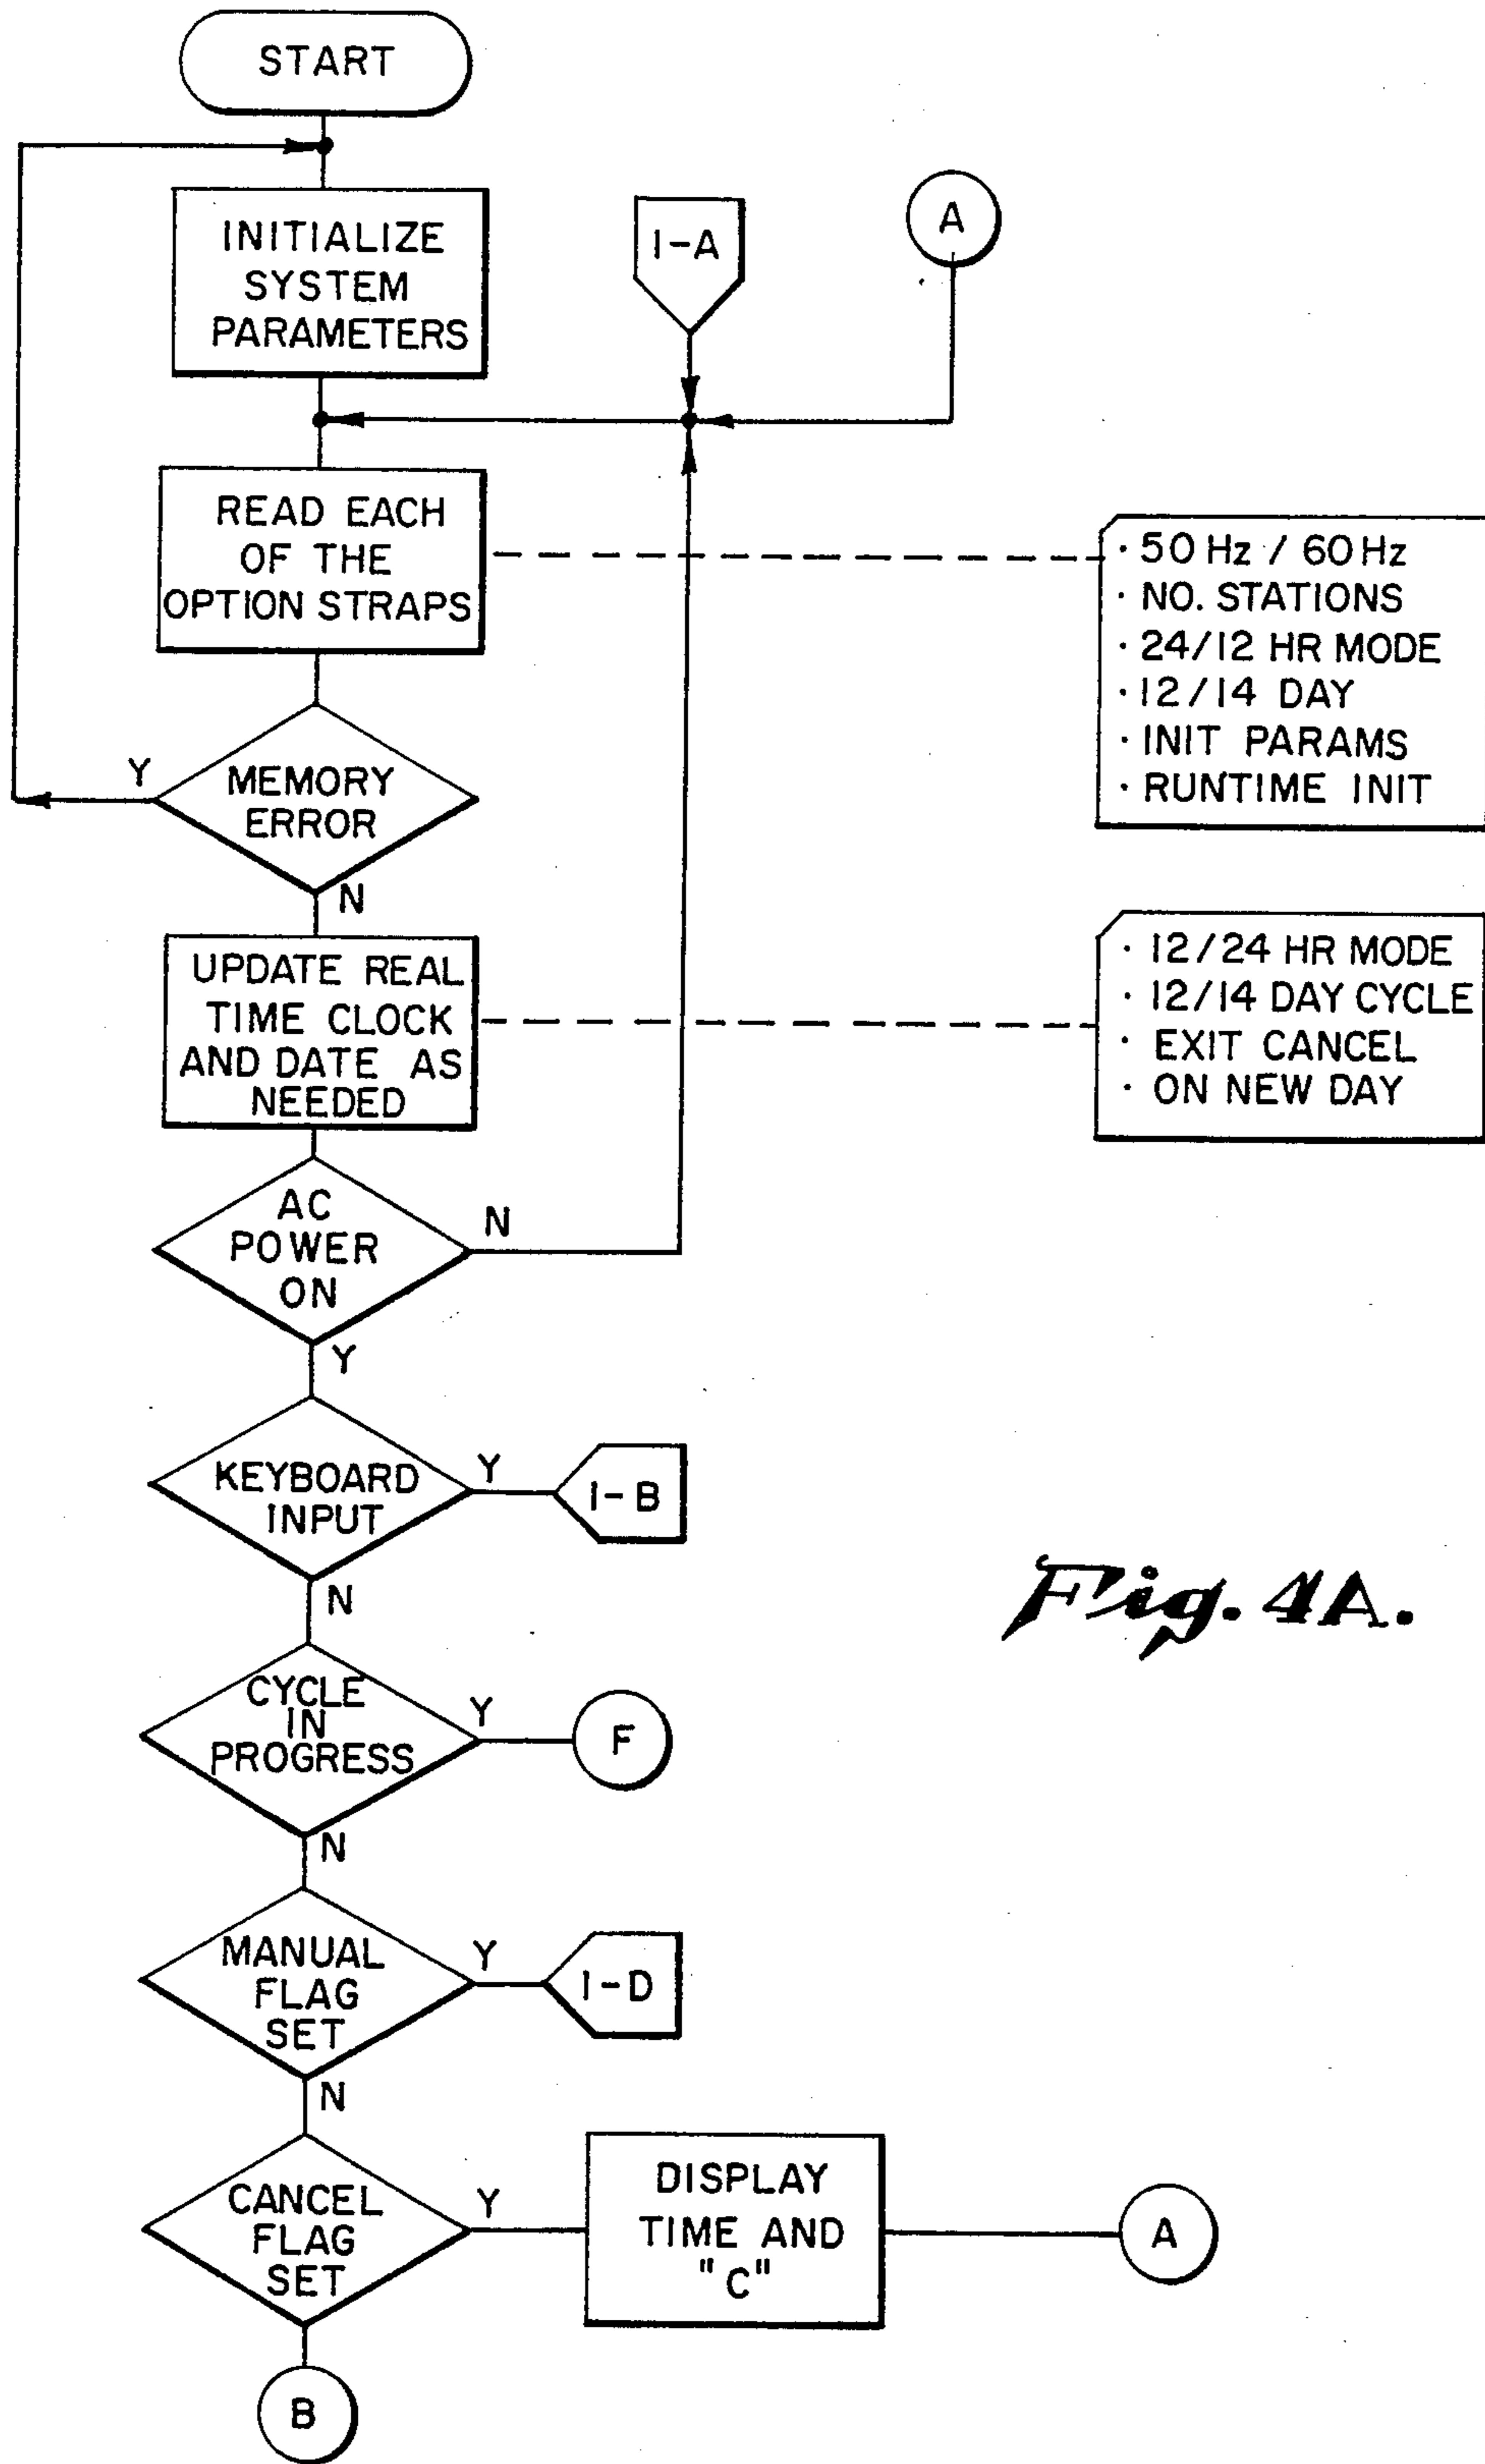 START
INITIALIZE
SYSTEM
PARAMETERS
1-A
A
READ EACH
OF THE
OPTION STRAPS
· 50 Hz / 60 Hz
· NO. STATIONS
· 24/12 HR MODE
· 12/14 DAY
· INIT PARAMS
· RUNTIME INIT
Y
MEMORY
ERROR
N
UPDATE REAL
TIME CLOCK
AND DATE AS
NEEDED
· 12/24 HR MODE
· 12/14 DAY CYCLE
· EXIT CANCEL
· ON NEW DAY
AC
POWER
ON
N
Y
KEYBOARD
INPUT
Y
1-B
N
Fig. 4A.
CYCLE
IN
PROGRESS
Y
F
N
MANUAL
FLAG
SET
Y
1-D
N
CANCEL
FLAG
SET
Y
DISPLAY
TIME AND
"C"
A
B